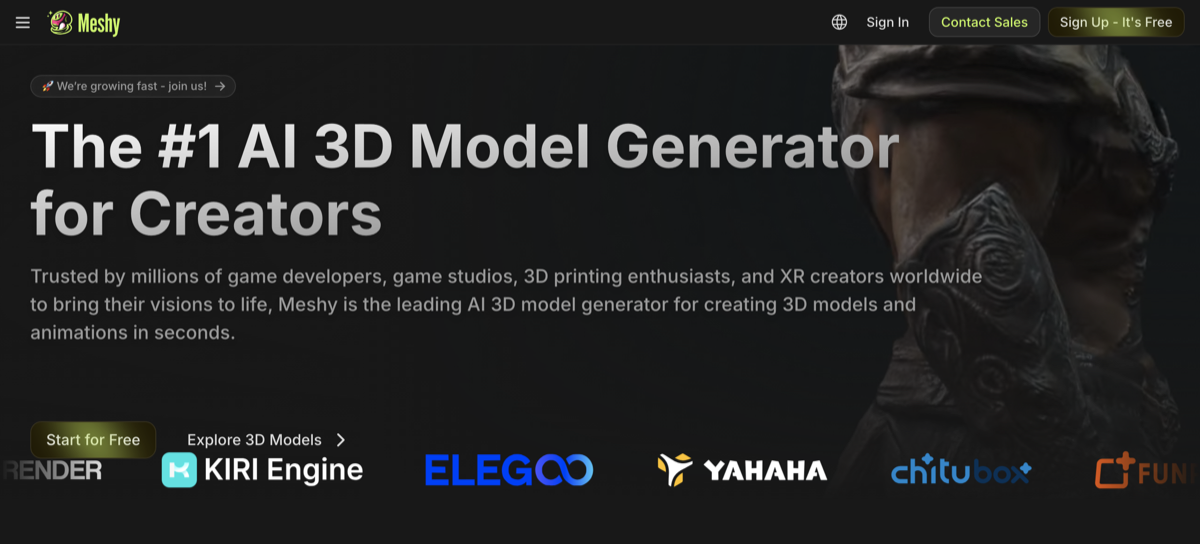 Meshy
Sign In
Contact Sales
Sign Up - It's Free
🚀 We're growing fast - join us! →
The #1 AI 3D Model Generator
for Creators
Trusted by millions of game developers, game studios, 3D printing enthusiasts, and XR creators worldwide
to bring their visions to life, Meshy is the leading AI 3D model generator for creating 3D models and
animations in seconds.
Start for Free
Explore 3D Models
RENDER
KIRI Engine
ELEGOO
YAHAHA
chitubox
FUN